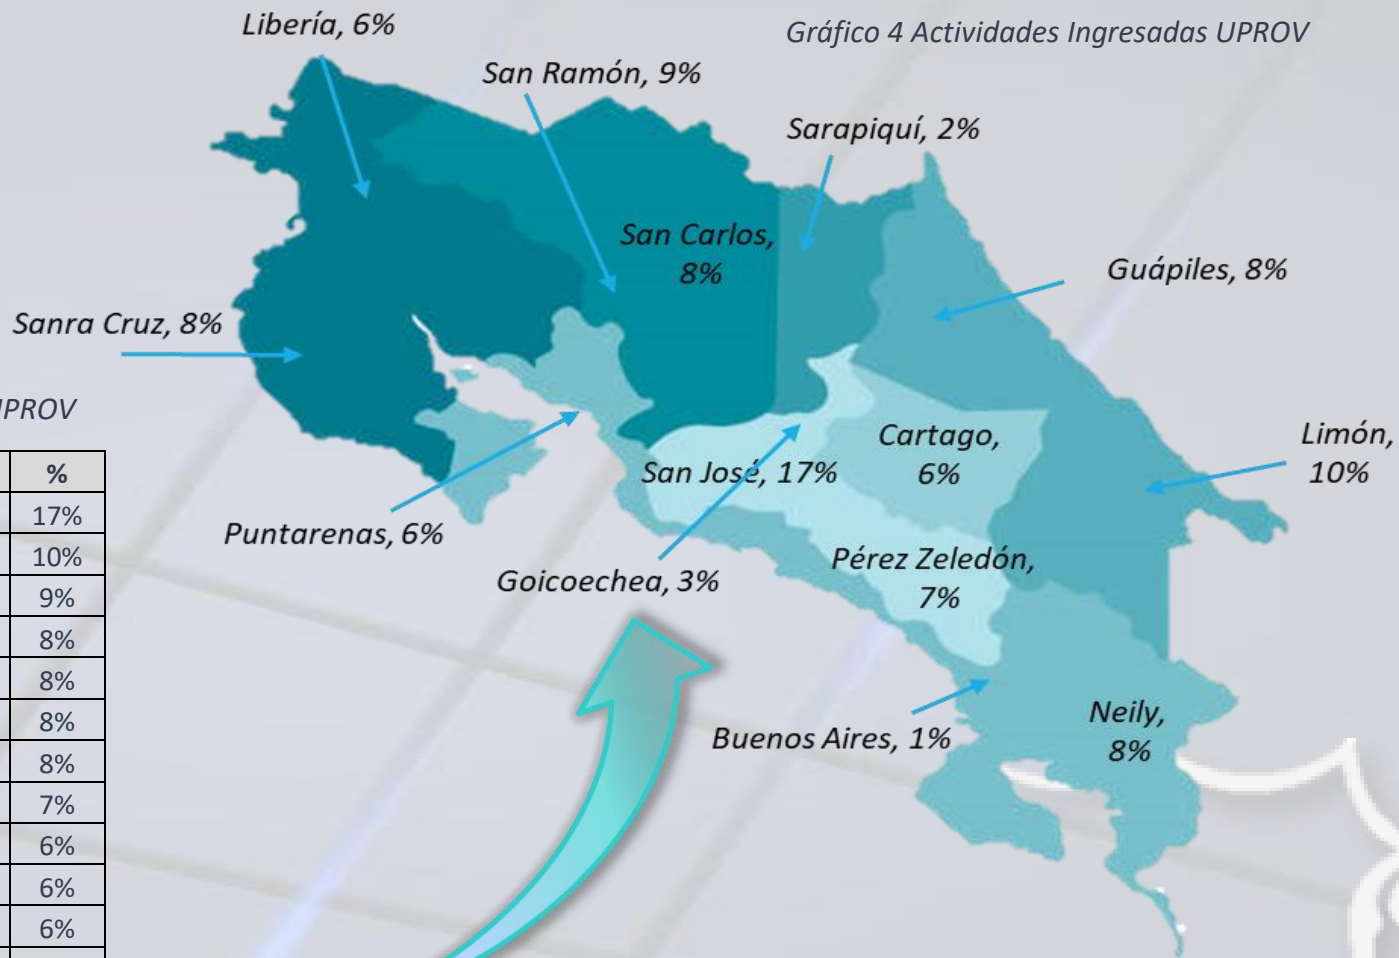 Libería, 6%
Gráfico 4 Actividades Ingresadas UPROV
San Ramón, 9%
Sarapiquí, 2%
San Carlos,
8%
Guápiles, 8%
Sanra Cruz, 8%
UPROV
Cartago,
6%
Limón,
10%
San José, 17%
Puntarenas, 6%
Goicoechea, 3%
Pérez Zeledón,
7%
Buenos Aires, 1%
Neily,
8%
%
17%
10%
9%
8%
8%
8%
8%
7%
6%
6%
6%